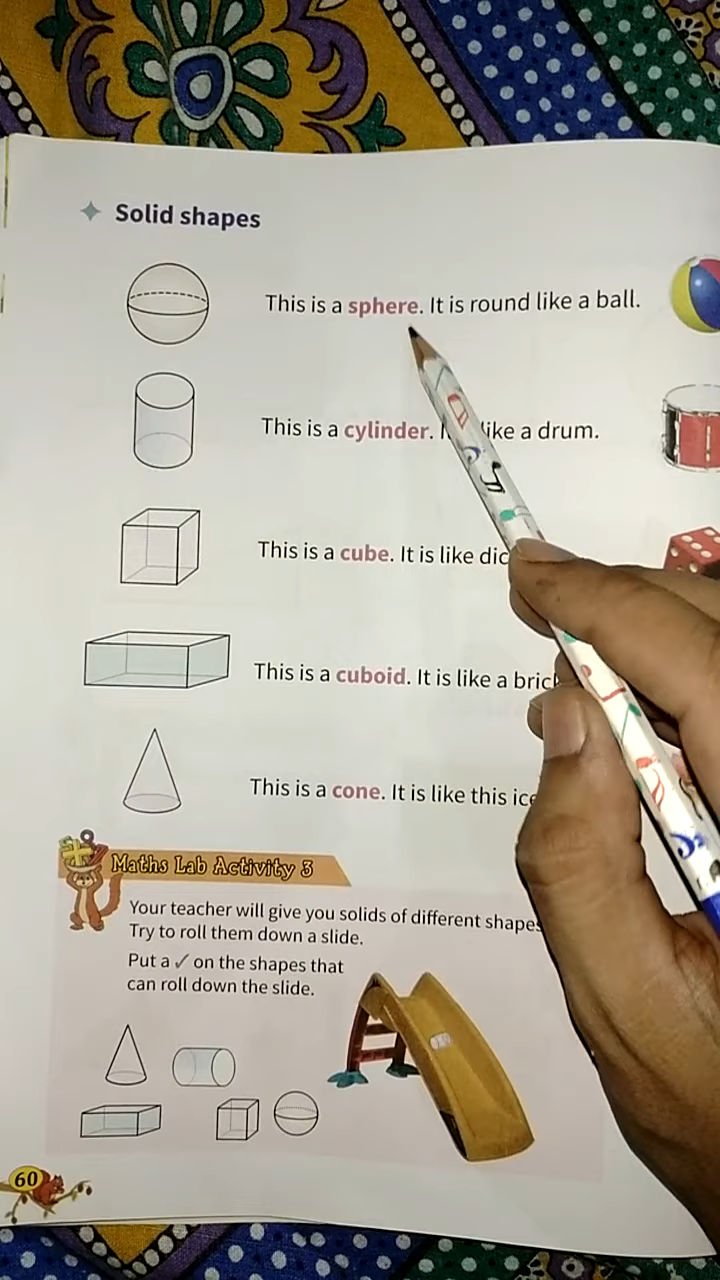 Solid shapes
This is a sphere. It is round like a ball.
This is a cylinder. like a drum.
This is a cube. It is like
This is a cuboid. It is like a
This is a cone. It is like this
Maths Lab Activity 3
Your teacher will give you solids of different shapes
Try to roll them down a slide.
Put a ✓ on the shapes that
can roll down the slide.
60